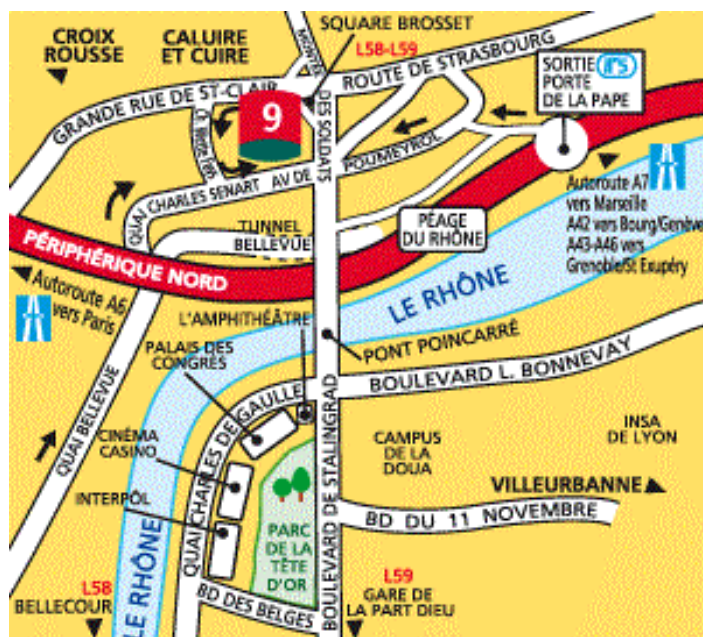 SQUARE BROSSET
CROIX
ROUSSE
CALUIRE
ET CUIRE
L58-L59
ROUTE DE STRASBOURG
SORTIE n°5
PORTE
DE LA PAPE
GRANDE RUE DE ST-CLAIR
9
DES SOLDATS
AV DE POUMEYROL
QUAI CHARLES SENART
Autoroute A7
vers Marseille
A42 vers Bourg/Genève
A43-A46 vers
Grenoble/St Exupéry
TUNNEL
BELLEVUE
PÉAGE
DU RHÔNE
PÉRIPHÉRIQUE NORD
Autoroute A6
vers Paris
LE RHÔNE
L'AMPHITHÉÂTRE
PALAIS DES
CONGRÈS
PONT POINCARRÉ
BOULEVARD L. BONNEVAY
QUAI BELLEVUE
QUAI CHARLES DE GAULLE
BOULEVARD DE STALINGRAD
CINÉMA
CASINO
CAMPUS
DE LA
DOUA
INSA
DE LYON
INTERPÔL
VILLEURBANNE
BD DU 11 NOVEMBRE
PARC
DE LA
TÊTE
D'OR
LE RHÔNE
L58
BELLECOUR
BD DES BELGES
L59
GARE DE
LA PART DIEU